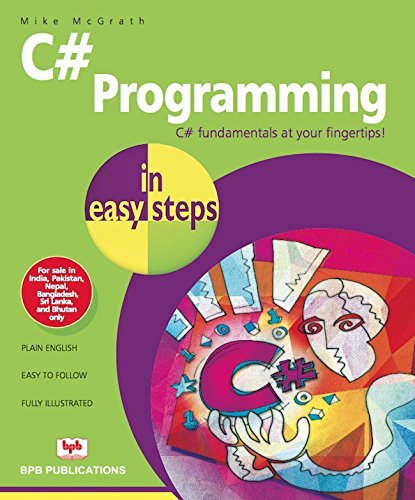 Mike McGrath
C#
Programming
C# fundamentals at your fingertips!
in
easy steps
For sale in
India, Pakistan,
Nepal,
Bangladesh,
Sri Lanka,
and Bhutan
only
PLAIN ENGLISH
EASY TO FOLLOW
FULLY ILLUSTRATED
C#
bpb
BPB PUBLICATIONS